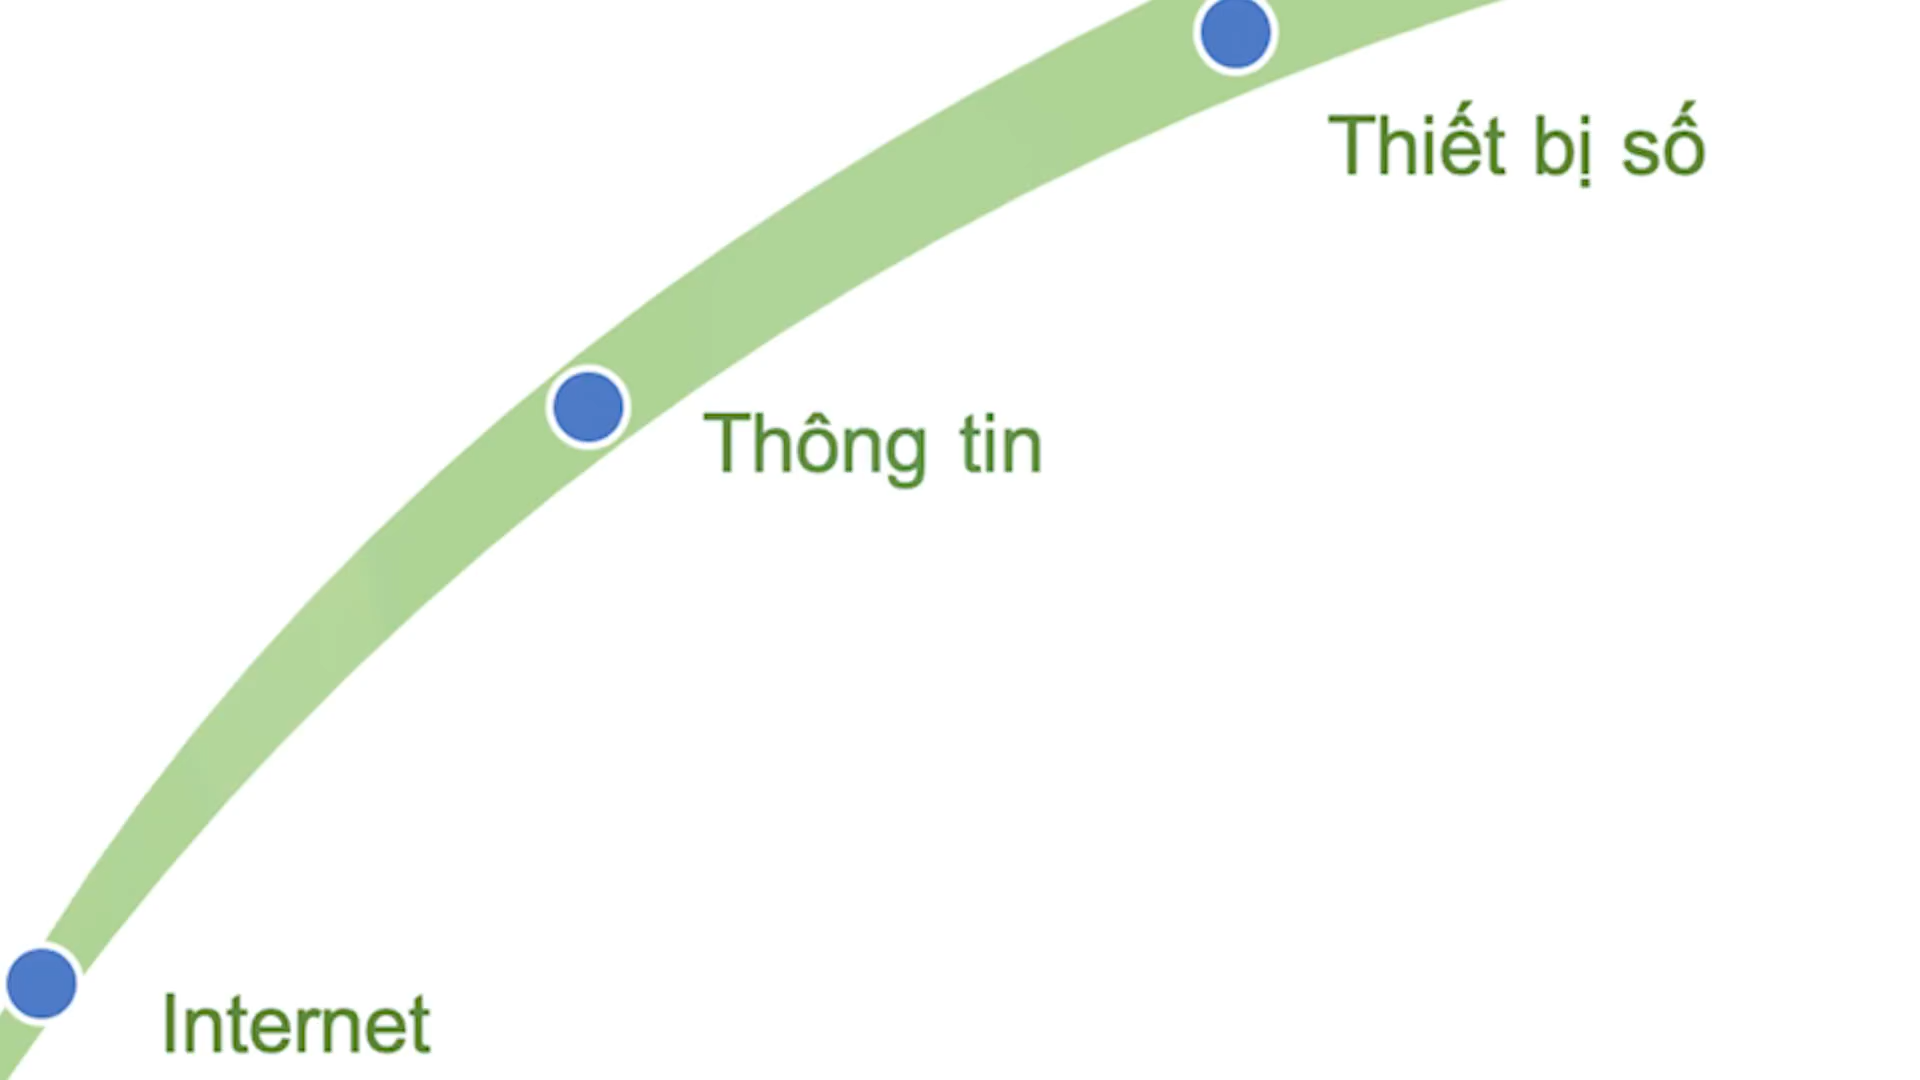 Thiết bị số
Thông tin
Internet